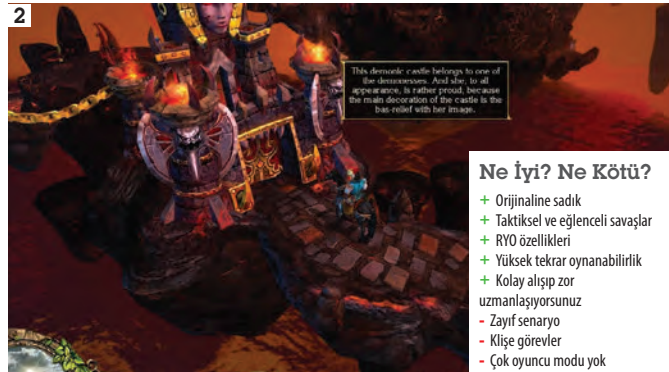 2
This demonic castle belongs to one of
the demonesses. And she, to all
appearance, is rather proud, because
the main decoration of the castle is the
bas-relief with her image.
Ne İyi? Ne Kötü?
+ Orijinaline sadık
+ Taktiksel ve eğlenceli savaşlar
+ RYO özellikleri
+ Yüksek tekrar oynanabilirlik
+ Kolay alışıp zor
uzmanlaşıyorsunuz
- Zayıf senaryo
- Klişe görevler
- Çok oyuncu modu yok